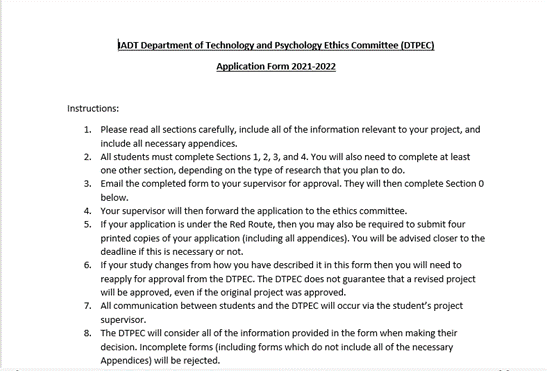 IADT Department of Technology and Psychology Ethics Committee (DTPEC)
Application Form 2021-2022
Instructions:
1. Please read all sections carefully, include all of the information relevant to your project, and
include all necessary appendices.
2. All students must complete Sections 1, 2, 3, and 4. You will also need to complete at least
one other section, depending on the type of research that you plan to do.
3. Email the completed form to your supervisor for approval. They will then complete Section 0
below.
4. Your supervisor will then forward the application to the ethics committee.
5. If your application is under the Red Route, then you may also be required to submit four
printed copies of your application (including all appendices). You will be advised closer to the
deadline if this is necessary or not.
6. If your study changes from how you have described it in this form then you will need to
reapply for approval from the DTPEC. The DTPEC does not guarantee that a revised project
will be approved, even if the original project was approved.
7. All communication between students and the DTPEC will occur via the student's project
supervisor.
8. The DTPEC will consider all of the information provided in the form when making their
decision. Incomplete forms (including forms which do not include all of the necessary
Appendices) will be rejected.